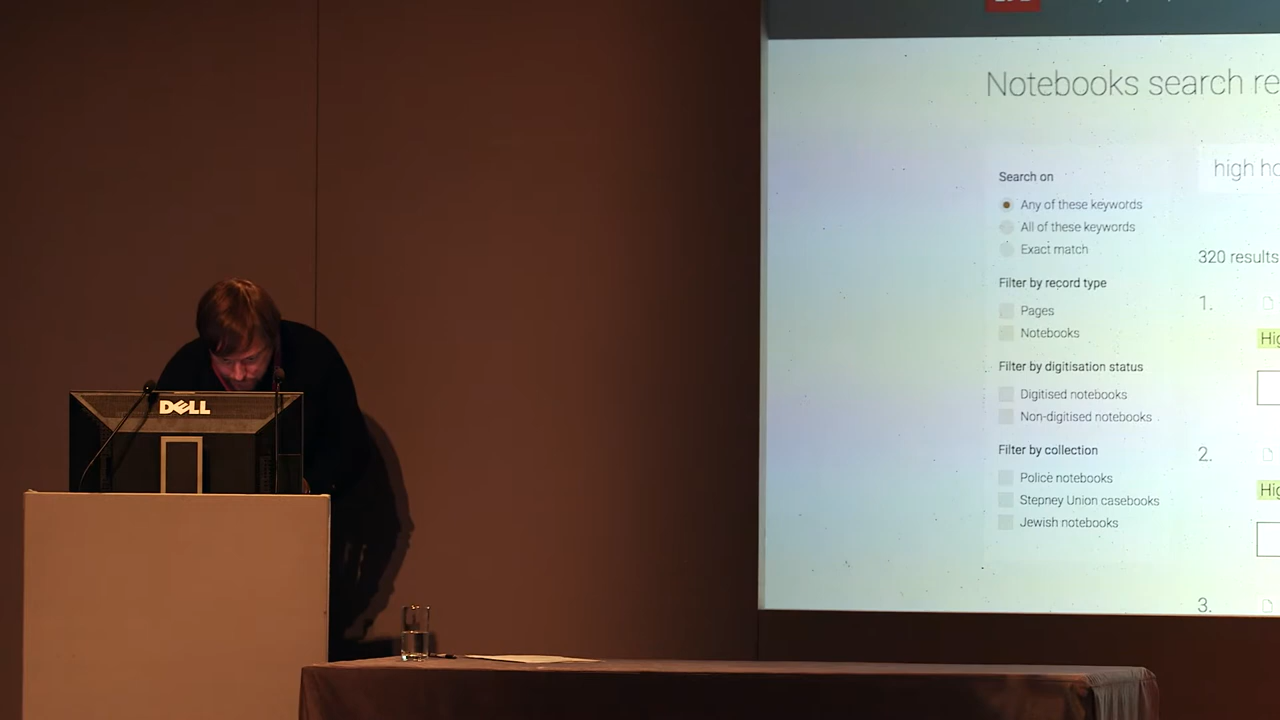 Notebooks search
Search on
high
Any of these keywords
All of these keywords
Exact match
320 results
Filter by record type
1.
Pages
Notebooks
Filter by digitisation status
Digitised notebooks
Non-digitised notebooks
Filter by collection
2.
Police notebooks
Stepney Union casebooks
Jewish notebooks
3.
DELL